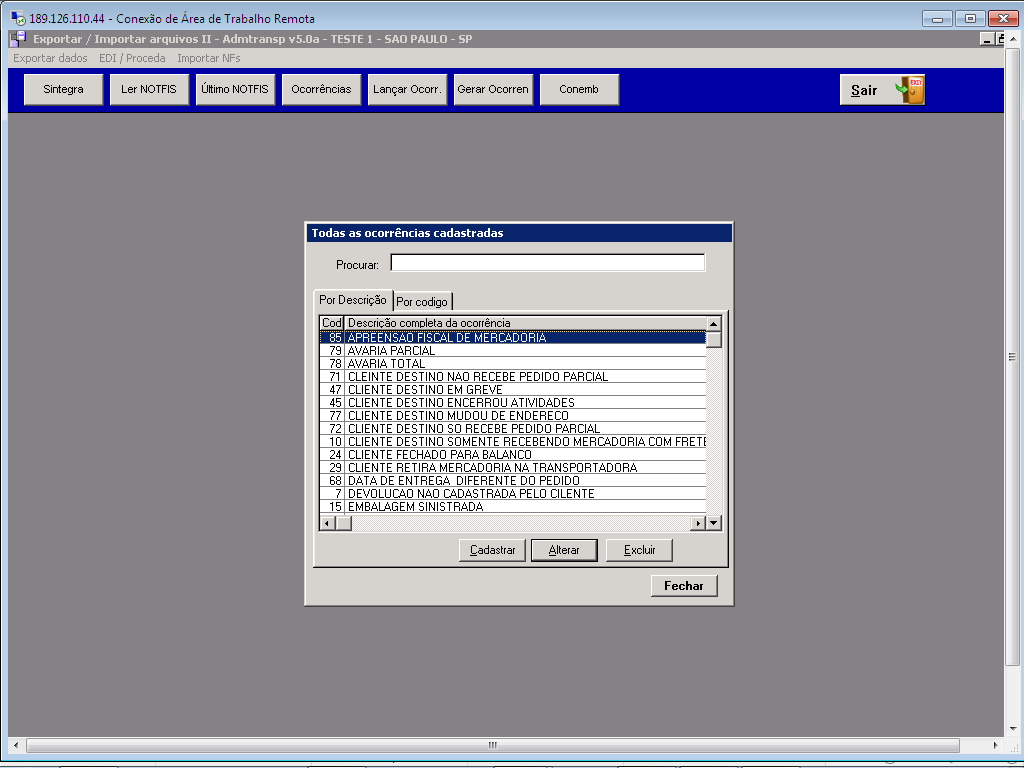 189.126.110.44 - Conexão de Área de Trabalho Remota
Exportar / Importar arquivos II - Admtransp v5.0a - TESTE 1 - SAO PAULO - SP
Exportar dados EDI / Proceda Importar NFs
Sintegra Ler NOTFIS Último NOTFIS Ocorrências Lançar Ocorr. Gerar Ocorren Conemb Sair EXIT
Todas as ocorrências cadastradas
Procurar:
Por Descrição Por codigo
Cod Descrição completa da ocorrência
85 APREENSAO FISCAL DE MERCADORIA
79 AVARIA PARCIAL
78 AVARIA TOTAL
71 CLEINTE DESTINO NAO RECEBE PEDIDO PARCIAL
47 CLIENTE DESTINO EM GREVE
45 CLIENTE DESTINO ENCERROU ATIVIDADES
77 CLIENTE DESTINO MUDOU DE ENDERECO
72 CLIENTE DESTINO SO RECEBE PEDIDO PARCIAL
10 CLIENTE DESTINO SOMENTE RECEBENDO MERCADORIA COM FRETE
24 CLIENTE FECHADO PARA BALANCO
29 CLIENTE RETIRA MERCADORIA NA TRANSPORTADORA
68 DATA DE ENTREGA  DIFERENTE DO PEDIDO
7 DEVOLUCAO NAO CADASTRADA PELO CILENTE
15 EMBALAGEM SINISTRADA
Cadastrar Alterar Excluir
Fechar